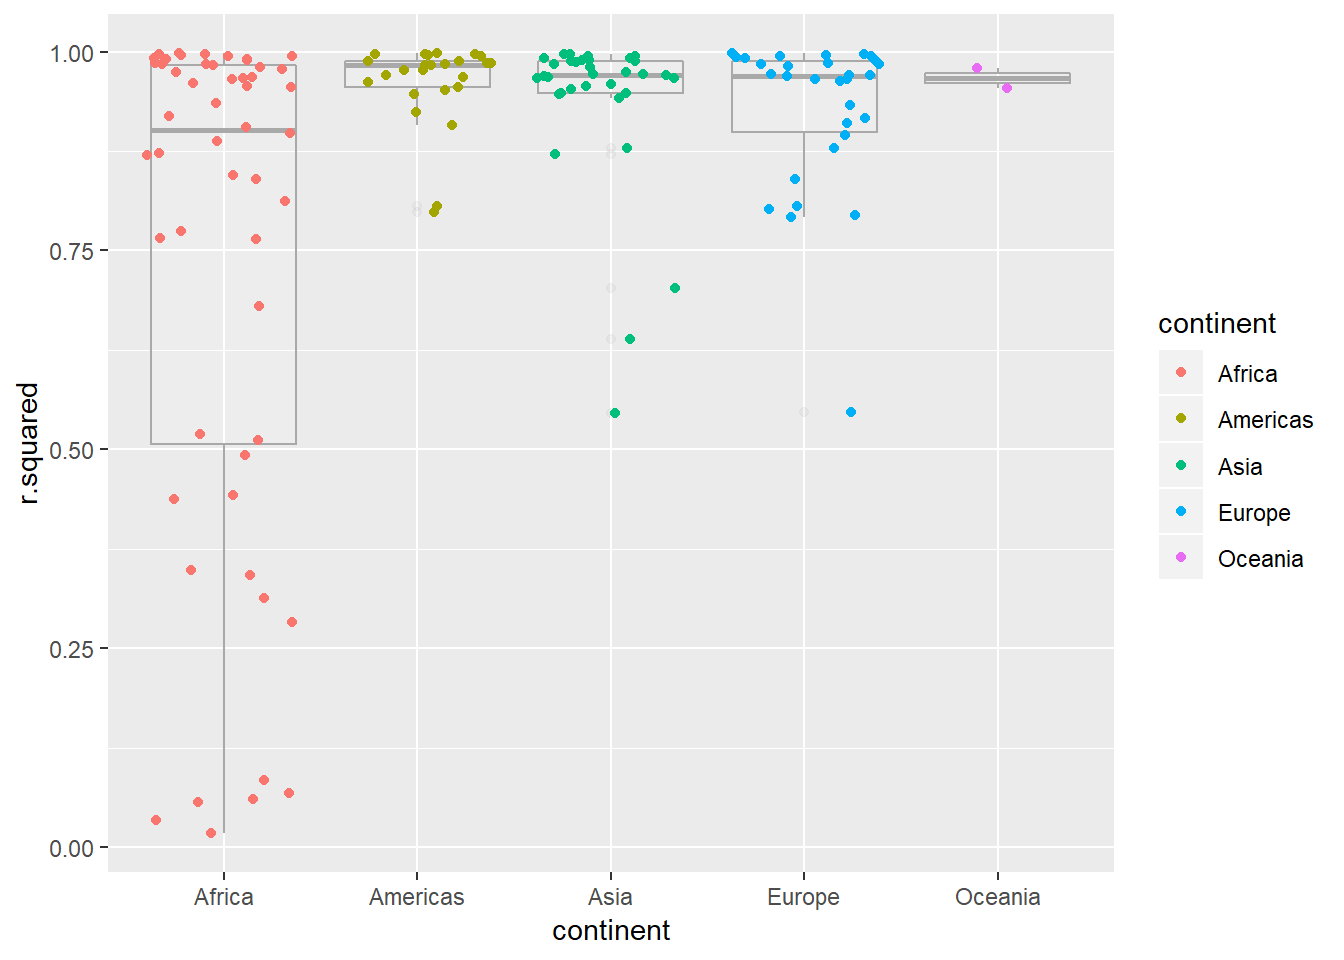 1.00
0.75
0.50
0.25
0.00
r.squared
Africa
Americas
Asia
Europe
Oceania
continent
continent
Africa
Americas
Asia
Europe
Oceania